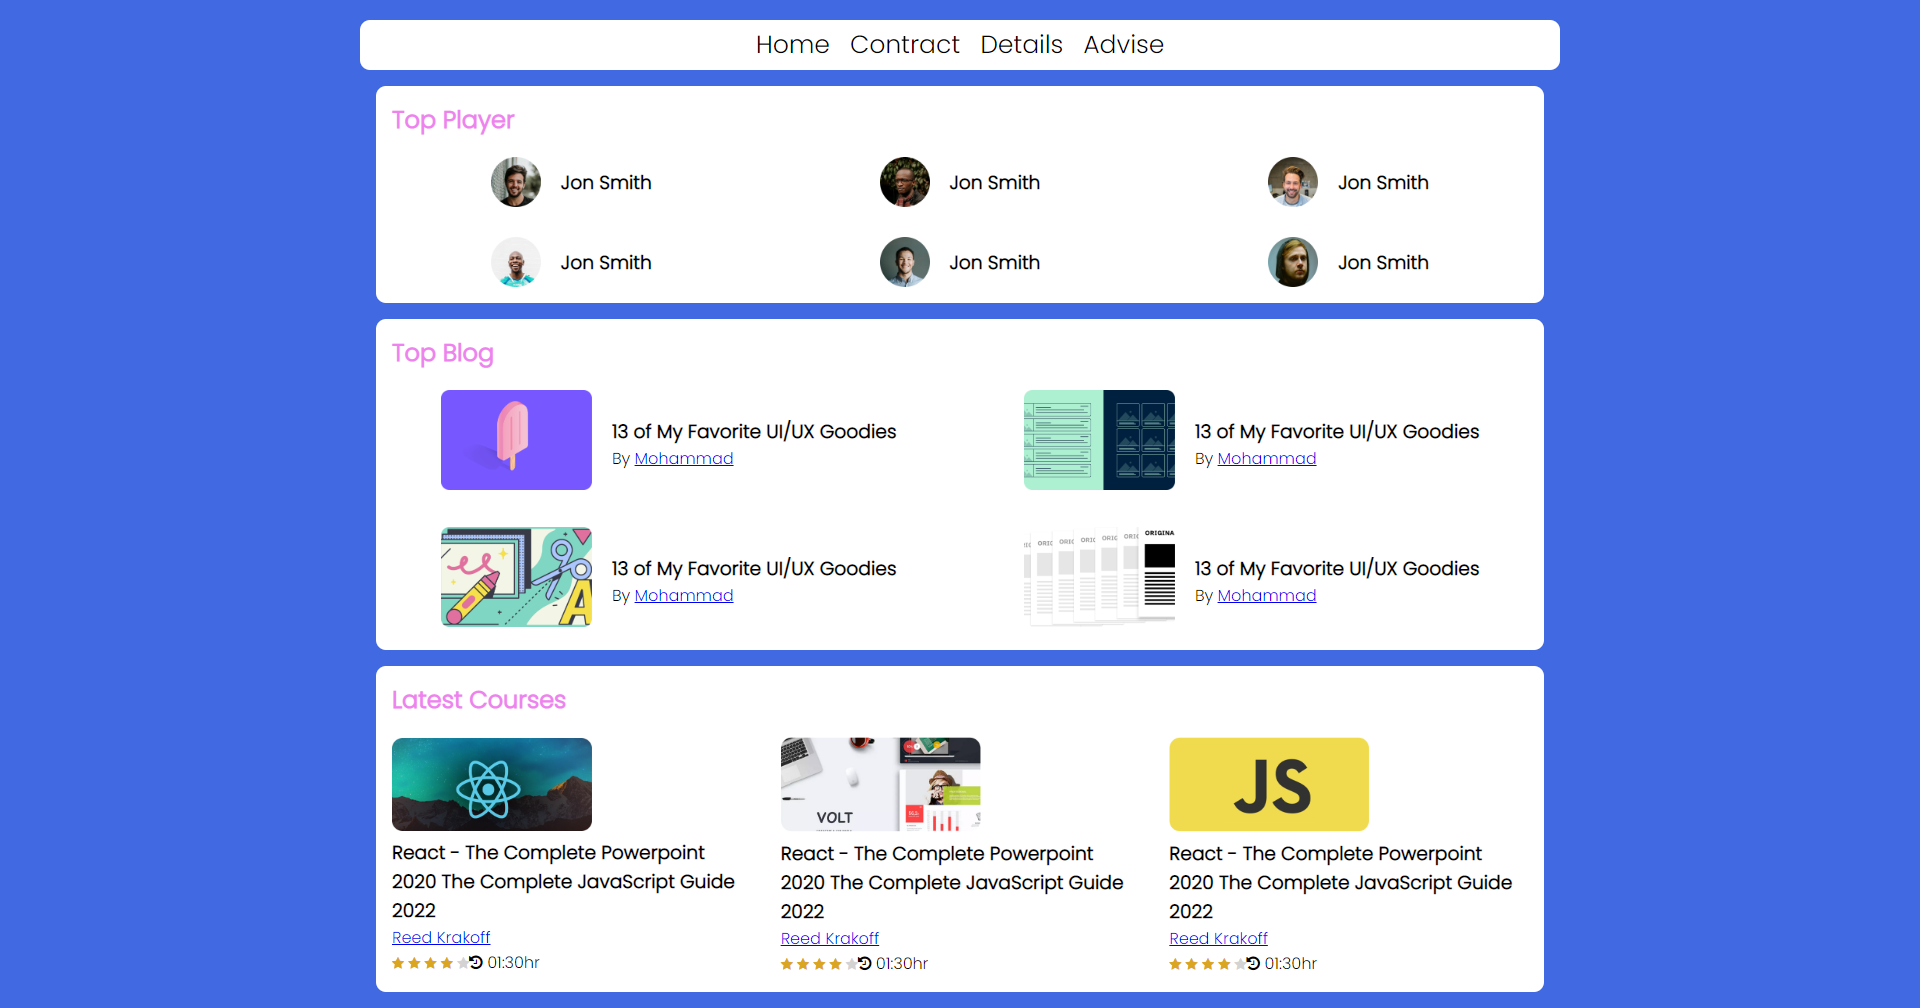 Home Contract Details Advise
Top Player
Jon Smith
Jon Smith
Jon Smith
Jon Smith
Jon Smith
Jon Smith
Top Blog
13 of My Favorite UI/UX Goodies
By Mohammad
13 of My Favorite UI/UX Goodies
By Mohammad
13 of My Favorite UI/UX Goodies
By Mohammad
ORIG
ORIG
ORIG
ORIG
ORIGINA
13 of My Favorite UI/UX Goodies
By Mohammad
Latest Courses
React - The Complete Powerpoint
2020 The Complete JavaScript Guide
2022
Reed Krakoff
01:30hr
VOLT
React - The Complete Powerpoint
2020 The Complete JavaScript Guide
2022
Reed Krakoff
01:30hr
JS
React - The Complete Powerpoint
2020 The Complete JavaScript Guide
2022
Reed Krakoff
01:30hr